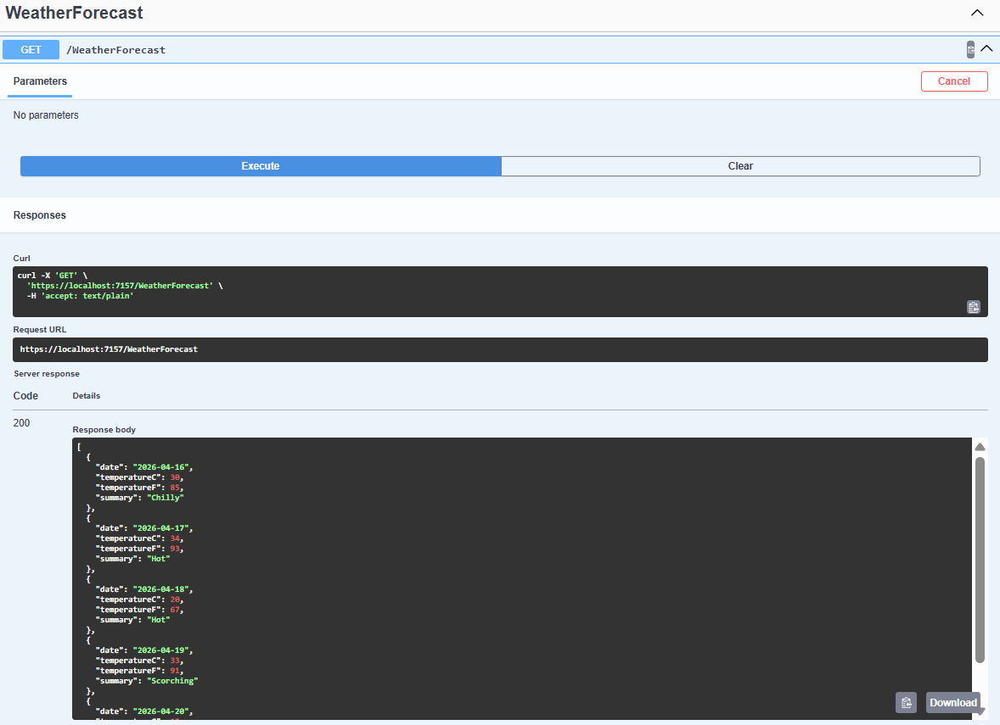 WeatherForecast
GET /WeatherForecast
Parameters
Cancel
No parameters
Execute
Clear
Responses
Curl
curl -X 'GET' \
  'https://localhost:7157/WeatherForecast' \
  -H 'accept: text/plain'
Request URL
https://localhost:7157/WeatherForecast
Server response
Code Details
200
Response body
[
  {
    "date": "2026-04-16",
    "temperatureC": 30,
    "temperatureF": 85,
    "summary": "Chilly"
  },
  {
    "date": "2026-04-17",
    "temperatureC": 34,
    "temperatureF": 93,
    "summary": "Hot"
  },
  {
    "date": "2026-04-18",
    "temperatureC": 20,
    "temperatureF": 67,
    "summary": "Hot"
  },
  {
    "date": "2026-04-19",
    "temperatureC": 33,
    "temperatureF": 91,
    "summary": "Scorching"
  },
  {
    "date": "2026-04-20",
Download